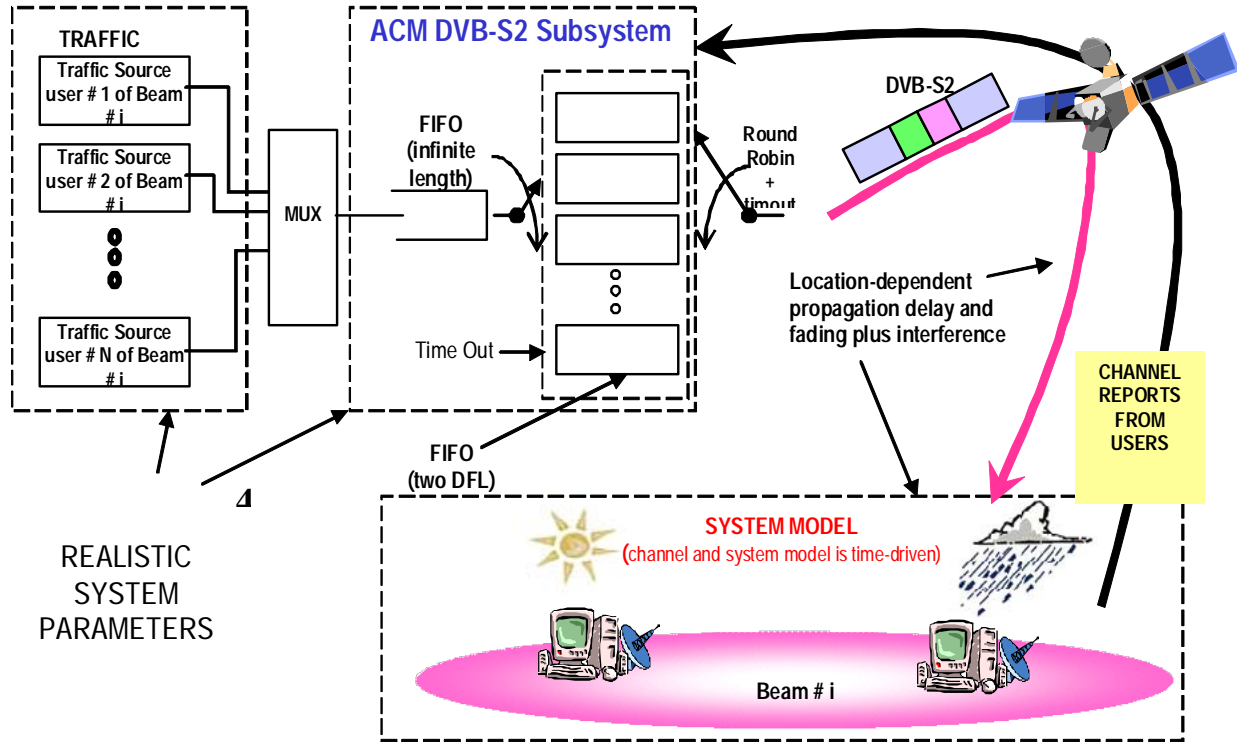 TRAFFIC
Traffic Source
user # 1 of Beam
# i
Traffic Source
user # 2 of Beam
# i
Traffic Source
user # N of Beam
# i
MUX
ACM DVB-S2 Subsystem
FIFO
(infinite
length)
Time Out
FIFO
(two DFL)
Round
Robin
+
timout
DVB-S2
Location-dependent
propagation delay and
fading plus interference
CHANNEL
REPORTS
FROM
USERS
4
REALISTIC
SYSTEM
PARAMETERS
SYSTEM MODEL
(channel and system model is time-driven)
Beam # i